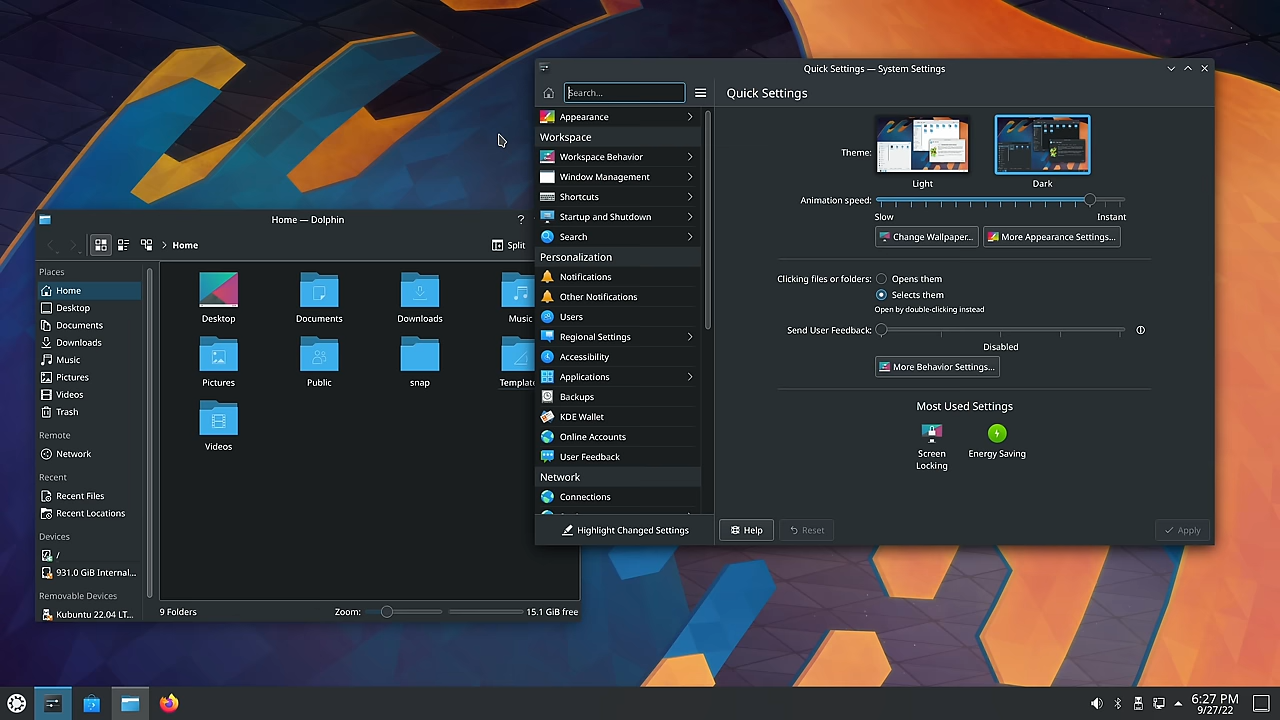 Home — Dolphin
?
Home
Split
Places
Home
Desktop
Documents
Downloads
Music
Pictures
Videos
Trash
Remote
Network
Recent
Recent Files
Recent Locations
Devices
/
931.0 GiB Internal...
Removable Devices
Kubuntu 22.04 LT...
Desktop
Documents
Downloads
Music
Pictures
Public
snap
Videos
9 Folders
Zoom:
15.1 GiB free
Quick Settings — System Settings
Search...
Quick Settings
Appearance
Workspace
Workspace Behavior
Window Management
Shortcuts
Startup and Shutdown
Search
Personalization
Notifications
Other Notifications
Users
Regional Settings
Accessibility
Applications
Backups
KDE Wallet
Online Accounts
User Feedback
Network
Connections
Highlight Changed Settings
Theme:
Light
Dark
Animation speed:
Slow
Instant
Change Wallpaper...
More Appearance Settings...
Clicking files or folders:
Opens them
Selects them
Open by double-clicking instead
Send User Feedback:
Disabled
More Behavior Settings...
Most Used Settings
Screen
Locking
Energy Saving
Help
Reset
Apply
6:27 PM
9/27/22